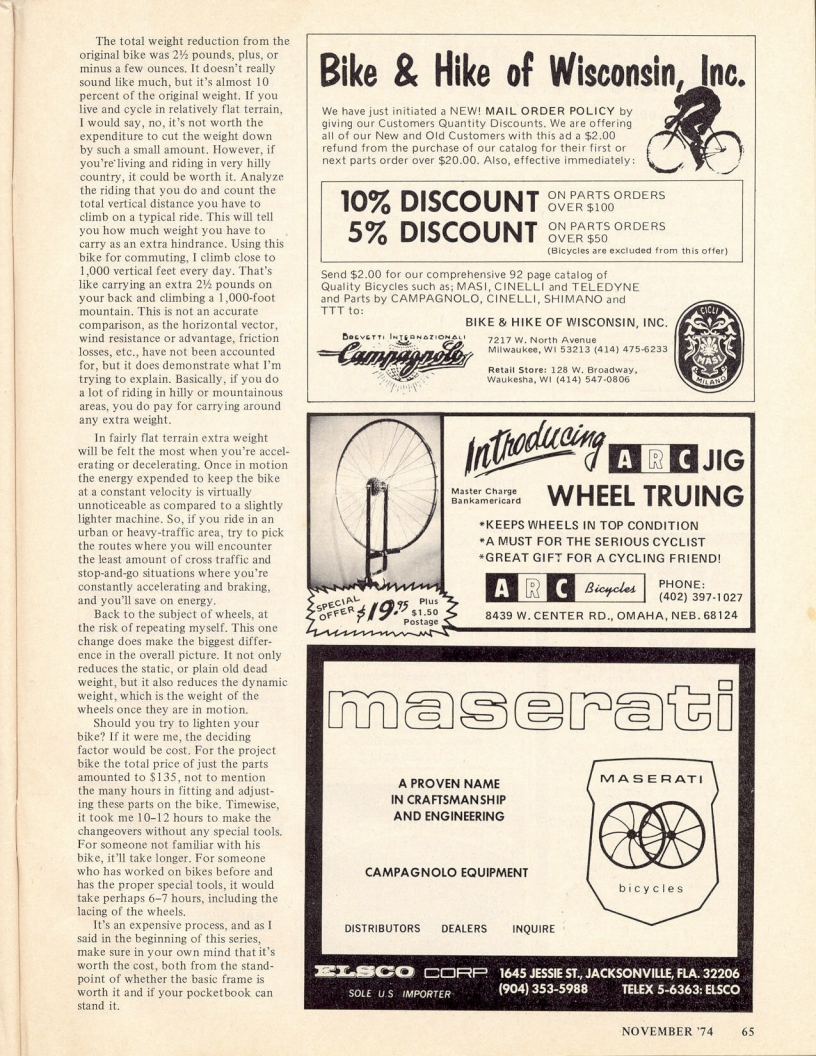 The total weight reduction from the
original bike was 2½ pounds, plus, or
minus a few ounces. It doesn't really
sound like much, but it's almost 10
percent of the original weight. If you
live and cycle in relatively flat terrain,
I would say, no, it's not worth the
expenditure to cut the weight down
by such a small amount. However, if
you're living and riding in very hilly
country, it could be worth it. Analyze
the riding that you do and count the
total vertical distance you have to
climb on a typical ride. This will tell
you how much weight you have to
carry as an extra hindrance. Using this
bike for commuting, I climb close to
1,000 vertical feet every day. That's
like carrying an extra 2½ pounds on
your back and climbing a 1,000-foot
mountain. This is not an accurate
comparison, as the horizontal vector,
wind resistance or advantage, friction
losses, etc., have not been accounted
for, but it does demonstrate what I'm
trying to explain. Basically, if you do
a lot of riding in hilly or mountainous
areas, you do pay for carrying around
any extra weight.
In fairly flat terrain extra weight
will be felt the most when you're accel-
erating or decelerating. Once in motion
the energy expended to keep the bike
at a constant velocity is virtually
unnoticeable as compared to a slightly
lighter machine. So, if you ride in an
urban or heavy-traffic area, try to pick
the routes where you will encounter
the least amount of cross traffic and
stop-and-go situations where you're
constantly accelerating and braking,
and you'll save on energy.
Back to the subject of wheels, at
the risk of repeating myself. This one
change does make the biggest differ-
ence in the overall picture. It not only
reduces the static, or plain old dead
weight, but it also reduces the dynamic
weight, which is the weight of the
wheels once they are in motion.
Should you try to lighten your
bike? If it were me, the deciding
factor would be cost. For the project
bike the total price of just the parts
amounted to $135, not to mention
the many hours in fitting and adjust-
ing these parts on the bike. Timewise,
it took me 10-12 hours to make the
changeovers without any special tools.
For someone not familiar with his
bike, it'll take longer. For someone
who has worked on bikes before and
has the proper special tools, it would
take perhaps 6-7 hours, including the
lacing of the wheels.
It's an expensive process, and as I
said in the beginning of this series,
make sure in your own mind that it's
worth the cost, both from the stand-
point of whether the basic frame is
worth it and if your pocketbook can
stand it.
Bike & Hike of Wisconsin, Inc.
We have just initiated a NEW! MAIL ORDER POLICY by
giving our Customers Quantity Discounts. We are offering
all of our New and Old Customers with this ad a $2.00
refund from the purchase of our catalog for their first or
next parts order over $20.00. Also, effective immediately:
10% DISCOUNT ON PARTS ORDERS
OVER $100
5% DISCOUNT ON PARTS ORDERS
OVER $50
(Bicycles are excluded from this offer)
Send $2.00 for our comprehensive 92 page catalog of
Quality Bicycles such as; MASI, CINELLI and TELEDYNE
and Parts by CAMPAGNOLO, CINELLI, SHIMANO and
TTT to:
BIKE & HIKE OF WISCONSIN, INC.
7217 W. North Avenue
Milwaukee, WI 53213 (414) 475-6233
Retail Store: 128 W. Broadway,
Waukesha, WI (414) 547-0806
BREVETTI INTERNAZIONALI
Campagnolo
CICLI
MASI
MILANO
Introducing ARC JIG
Master Charge
Bankamericard
WHEEL TRUING
*KEEPS WHEELS IN TOP CONDITION
*A MUST FOR THE SERIOUS CYCLIST
*GREAT GIFT FOR A CYCLING FRIEND!
ARC Bicycles
PHONE:
(402) 397-1027
8439 W. CENTER RD., OMAHA, NEB. 68124
SPECIAL
OFFER $19.95 Plus
$1.50
Postage
maserati
A PROVEN NAME
IN CRAFTSMANSHIP
AND ENGINEERING
CAMPAGNOLO EQUIPMENT
DISTRIBUTORS DEALERS INQUIRE
MASERATI
bicycles
ELSCO CORP
SOLE U.S IMPORTER
1645 JESSIE ST., JACKSONVILLE, FLA. 32206
(904) 353-5988 TELEX 5-6363: ELSCO
NOVEMBER '74 65